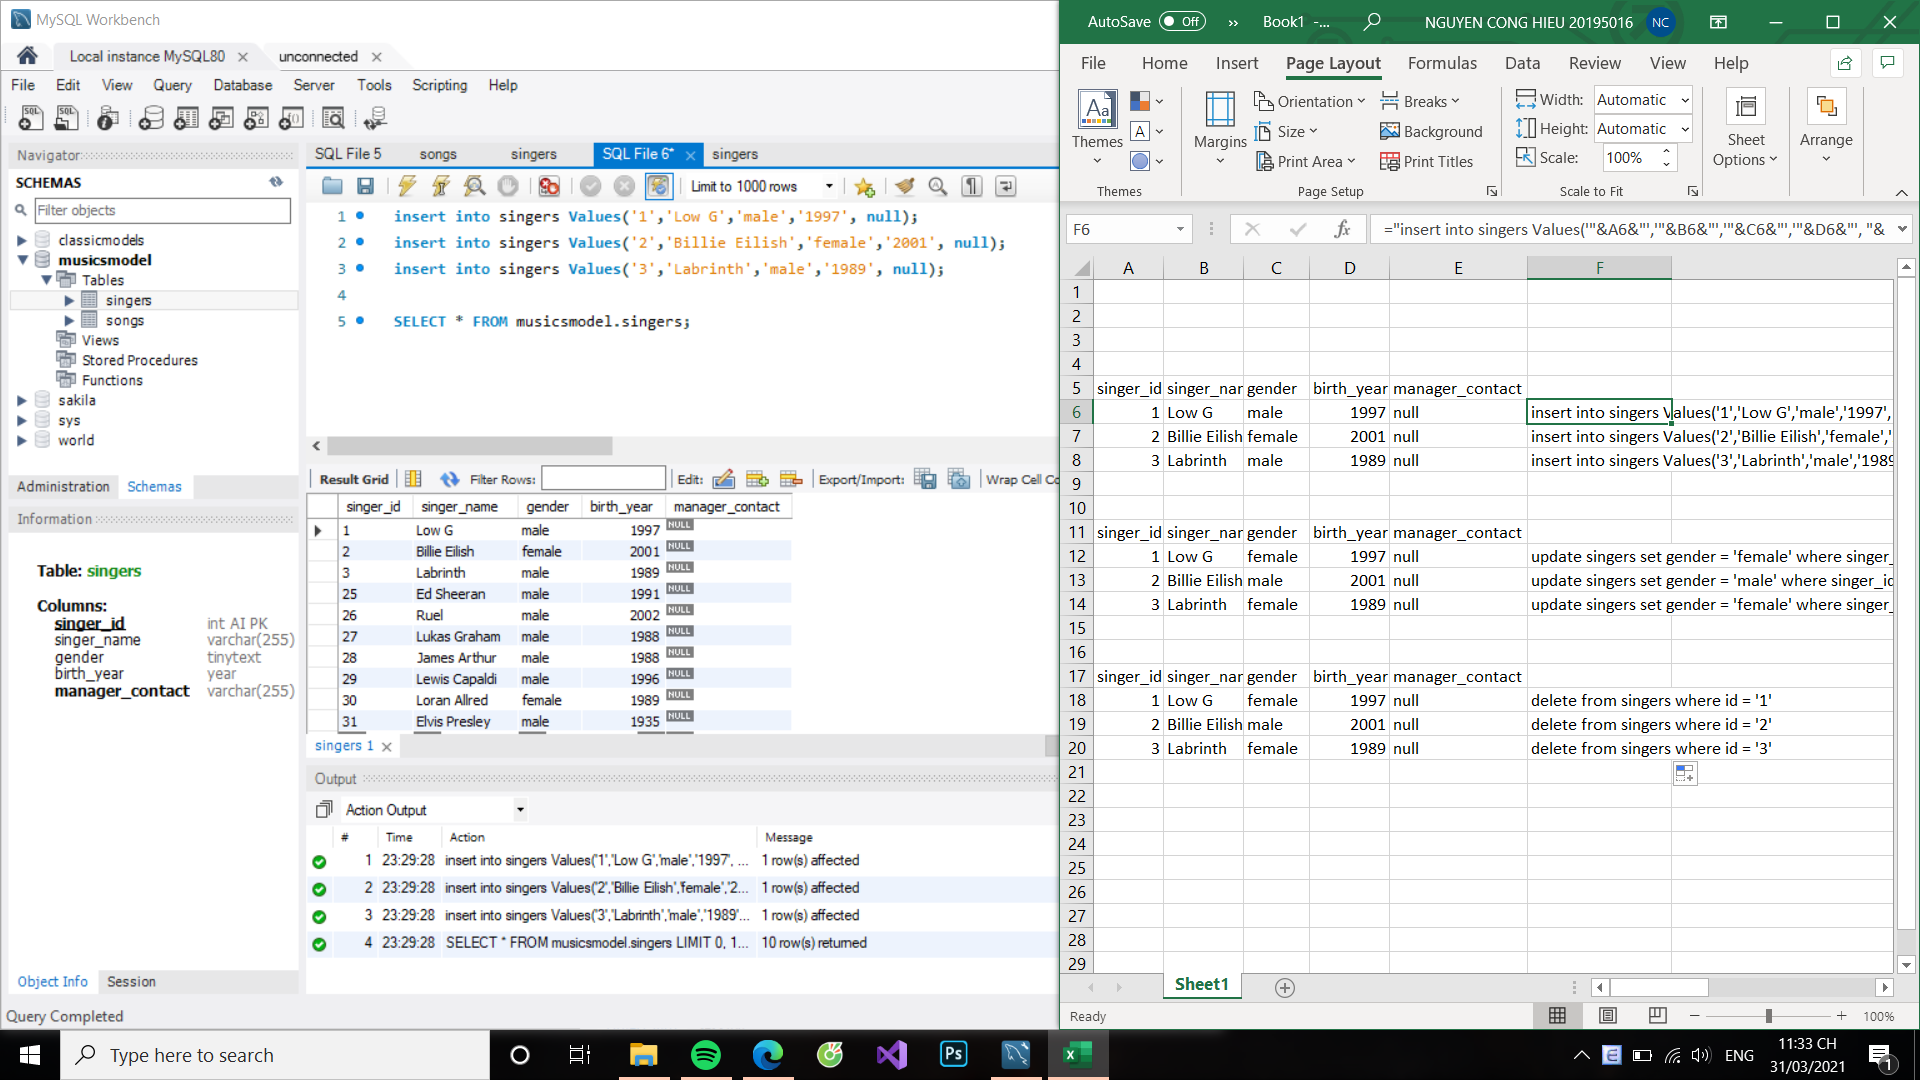 MySQL Workbench
Local instance MySQL80
unconnected
File Edit View Query Database Server Tools Scripting Help
Navigator
SCHEMAS
Filter objects
classicmodels
musicsmodel
Tables
singers
songs
Views
Stored Procedures
Functions
sakila
sys
world
Administration Schemas
Information
Table: singers
Columns:
singer_id int AI PK
singer_name varchar(255)
gender tinytext
birth_year year
manager_contact varchar(255)
Object Info Session
Query Completed
SQL File 5 songs singers SQL File 6* singers
Limit to 1000 rows
1 insert into singers Values('1','Low G','male','1997', null);
2 insert into singers Values('2','Billie Eilish','female','2001', null);
3 insert into singers Values('3','Labrinth','male','1989', null);
4
5 SELECT * FROM musicsmodel.singers;
Result Grid Filter Rows: Edit: Export/Import: Wrap Cell Co
singer_id singer_name gender birth_year manager_contact
1 Low G male 1997 NULL
2 Billie Eilish female 2001 NULL
3 Labrinth male 1989 NULL
25 Ed Sheeran male 1991 NULL
26 Ruel male 2002 NULL
27 Lukas Graham male 1988 NULL
28 James Arthur male 1988 NULL
29 Lewis Capaldi male 1996 NULL
30 Loran Allred female 1989 NULL
31 Elvis Presley male 1935 NULL
singers 1
Output
Action Output
# Time Action Message
1 23:29:28 insert into singers Values('1','Low G','male','1997', ... 1 row(s) affected
2 23:29:28 insert into singers Values('2','Billie Eilish','female','2... 1 row(s) affected
3 23:29:28 insert into singers Values('3','Labrinth','male','1989'... 1 row(s) affected
4 23:29:28 SELECT * FROM musicsmodel.singers LIMIT 0, 1... 10 row(s) returned
AutoSave Off Book1 -... NGUYEN CONG HIEU 20195016 NC
File Home Insert Page Layout Formulas Data Review View Help
Themes
Margins
Orientation
Size
Print Area
Breaks
Background
Print Titles
Width: Automatic
Height: Automatic
Scale: 100%
Sheet Options
Arrange
Themes Page Setup Scale to Fit
F6 fx ="insert into singers Values('"&A6&"','"&B6&"','"&C6&"','"&D6&"', "&
A B C D E F
1
2
3
4
5 singer_id singer_nar gender birth_year manager_contact
6 1 Low G male 1997 null insert into singers Values('1','Low G','male','1997',
7 2 Billie Eilish female 2001 null insert into singers Values('2','Billie Eilish','female','
8 3 Labrinth male 1989 null insert into singers Values('3','Labrinth','male','1989
9
10
11 singer_id singer_nar gender birth_year manager_contact
12 1 Low G female 1997 null update singers set gender = 'female' where singer_
13 2 Billie Eilish male 2001 null update singers set gender = 'male' where singer_id
14 3 Labrinth female 1989 null update singers set gender = 'female' where singer_
15
16
17 singer_id singer_nar gender birth_year manager_contact
18 1 Low G female 1997 null delete from singers where id = '1'
19 2 Billie Eilish male 2001 null delete from singers where id = '2'
20 3 Labrinth female 1989 null delete from singers where id = '3'
21
22
23
24
25
26
27
28
29
Sheet1
Ready 100%
Type here to search
Ps
ENG
11:33 CH
31/03/2021
1